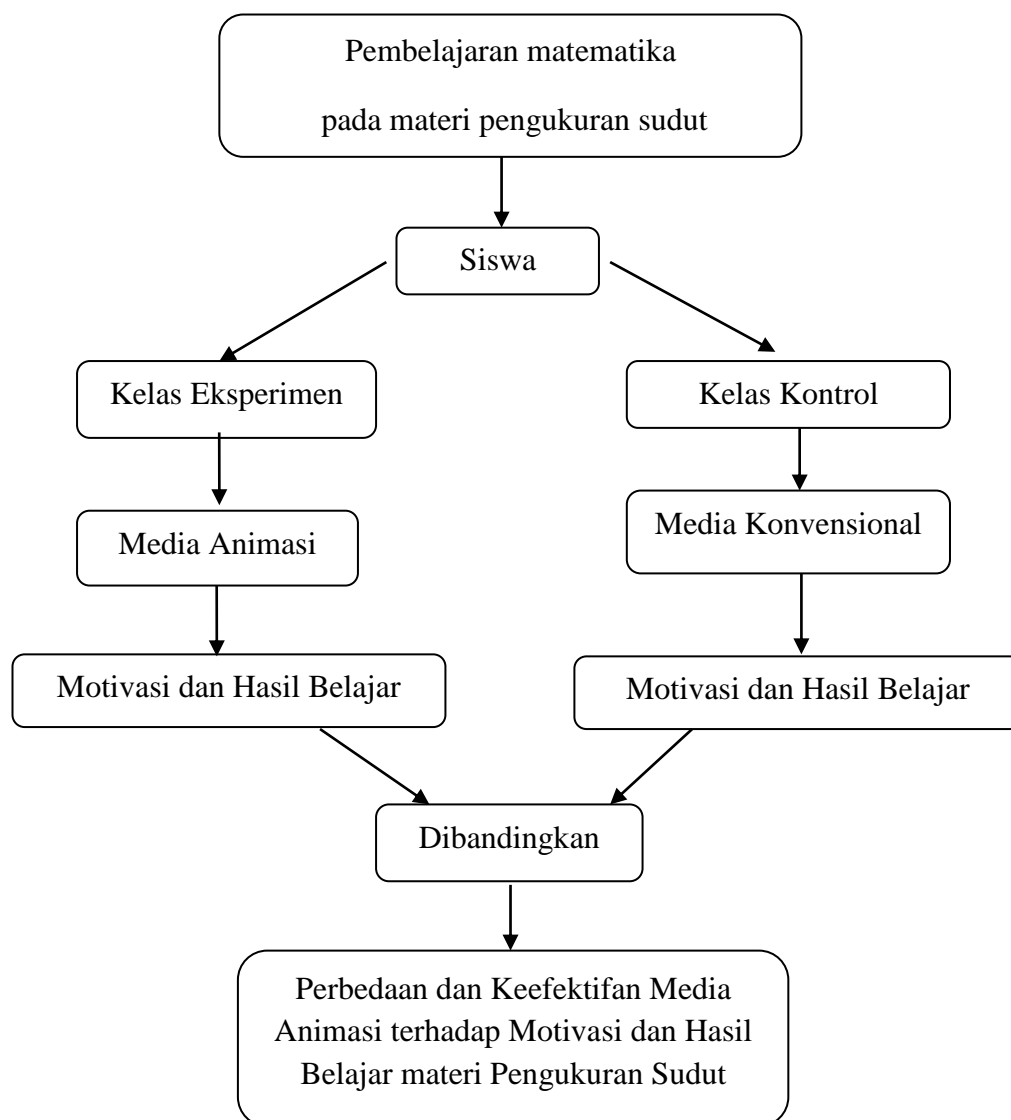 Pembelajaran matematika
pada materi pengukuran sudut
Siswa
Kelas Eksperimen
Kelas Kontrol
Media Animasi
Media Konvensional
Motivasi dan Hasil Belajar
Motivasi dan Hasil Belajar
Dibandingkan
Perbedaan dan Keefektifan Media
Animasi terhadap Motivasi dan Hasil
Belajar materi Pengukuran Sudut